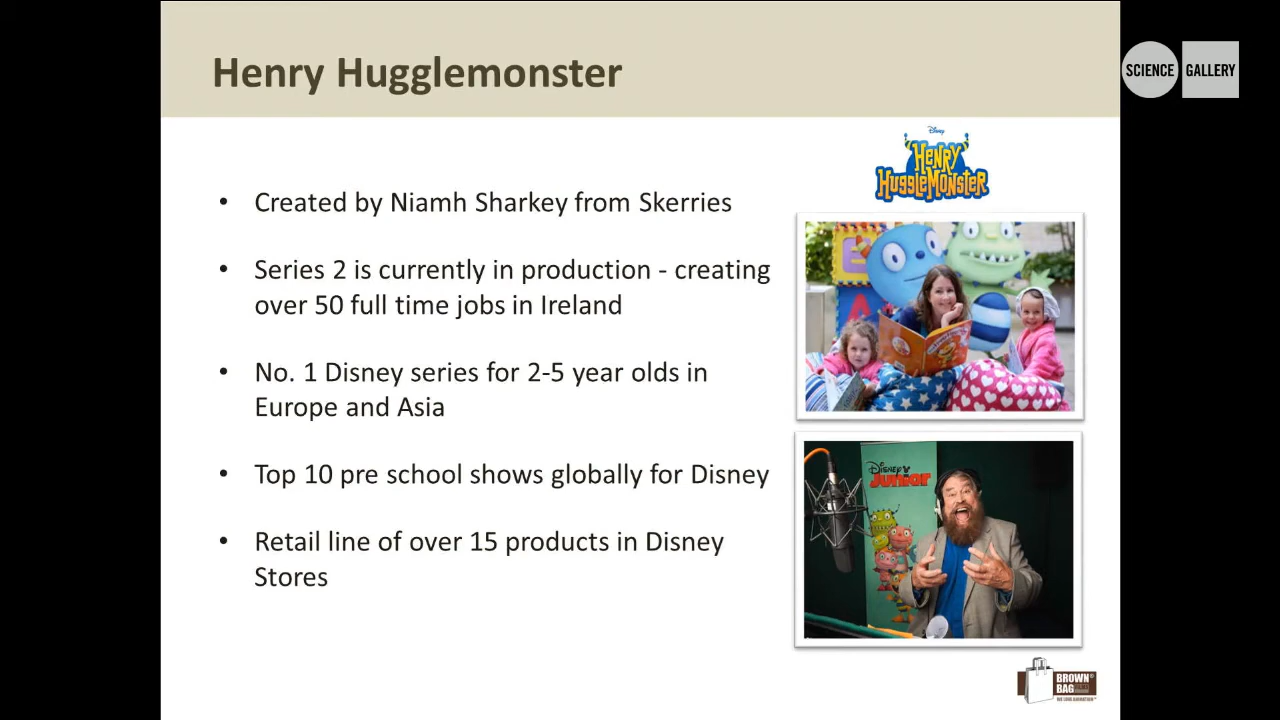 Henry Hugglemonster
SCIENCE GALLERY
Disney
HENRY
HUGGLEMONSTER
• Created by Niamh Sharkey from Skerries
• Series 2 is currently in production - creating
over 50 full time jobs in Ireland
• No. 1 Disney series for 2-5 year olds in
Europe and Asia
• Top 10 pre school shows globally for Disney
• Retail line of over 15 products in Disney
Stores
DISNEY
JUNIOR
BROWN
BAG